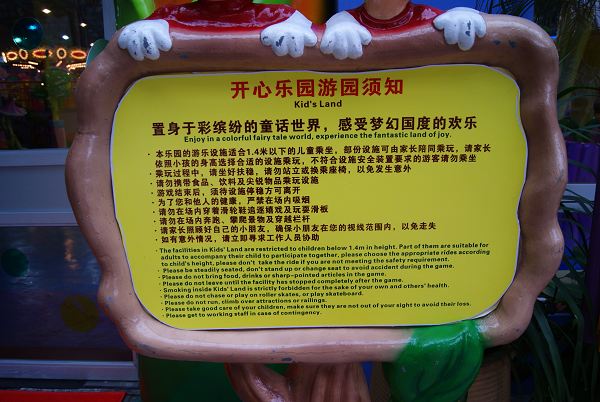 开心乐园游园须知
Kid's Land
置身于彩缤纷的童话世界，感受梦幻国度的欢乐
Enjoy in a colorful fairy tale world, experience the fantastic land of joy.
· 本乐园的游乐设施适合1.4米以下的儿童乘坐，部份设施可由家长陪同乘玩，请家长
依照小孩的身高选择合适的设施乘玩，不符合设施安全装置要求的游客请勿乘坐
· 乘玩过程中，请坐好扶稳，请勿站立或换乘座椅，以免发生意外
· 请勿携带食品、饮料及尖锐物品乘玩设施
· 游戏结束后，须待设施停稳方可离开
· 为了您和他人的健康，严禁在场内吸烟
· 请勿在场内穿着滑轮鞋追逐嬉戏及玩耍滑板
· 请勿在场内奔跑、攀爬景物及穿越栏杆
· 请家长照顾好自己的小朋友，确保小朋友在您的视线范围内，以免走失
· 如有意外情况，请立即寻求工作人员协助
· The facilities in Kids' Land are restricted to children below 1.4m in height. Part of them are suitable for
adults to accompany their child to participate together, please choose the appropriate rides according
to child's height, please don't take the ride if you are not meeting the safety requirement.
· Please be steadily seated, don't stand up or change seat to avoid accident during the game.
· Please do not bring food, drinks or sharp-pointed articles in the game.
· Please do not leave until the facility has stopped completely after the game.
· Smoking inside Kids' Land is strictly forbidden for the sake of your own and others' health.
· Please do not chase or play on roller skates, or play skateboard.
· Please do not run, climb over attractions or railings.
· Please take good care of your children, make sure they are not out of your sight to avoid their loss.
· Please get to working staff in case of contingency.